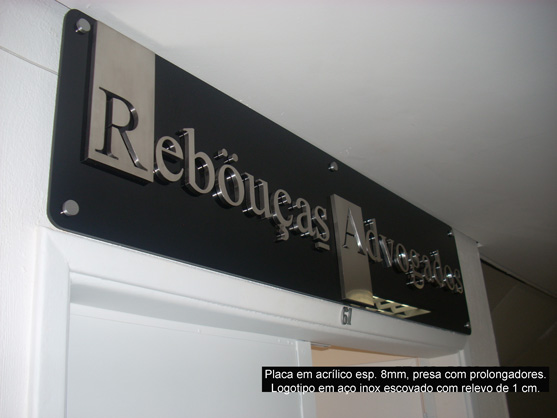 Rebouças Advogados
61
Placa em acrílico esp. 8mm, presa com prolongadores.
Logotipo em aço inox escovado com relevo de 1 cm.